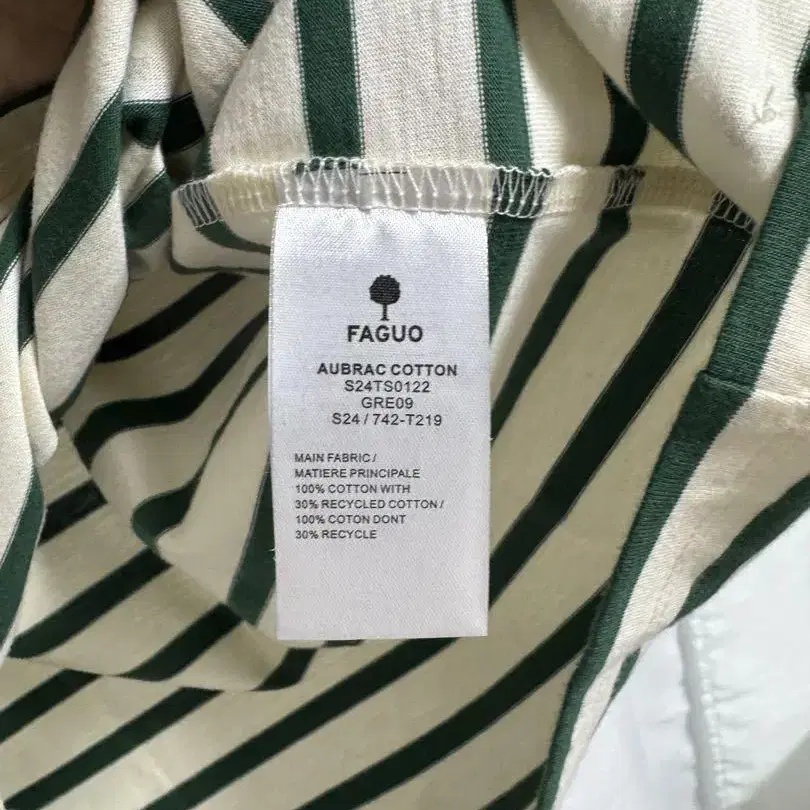 FAGUO
AUBRAC COTTON
S24TS0122
GRE09
S24 / 742-T219
MAIN FABRIC /
MATIERE PRINCIPALE
100% COTTON WITH
30% RECYCLED COTTON /
100% COTON DONT
30% RECYCLE